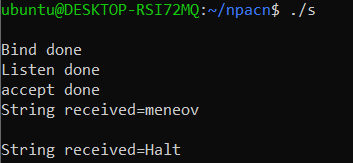 ubuntu@DESKTOP-RSI72MQ:~/npacn$ ./s
Bind done
Listen done
accept done
String received=meneov
String received=Halt